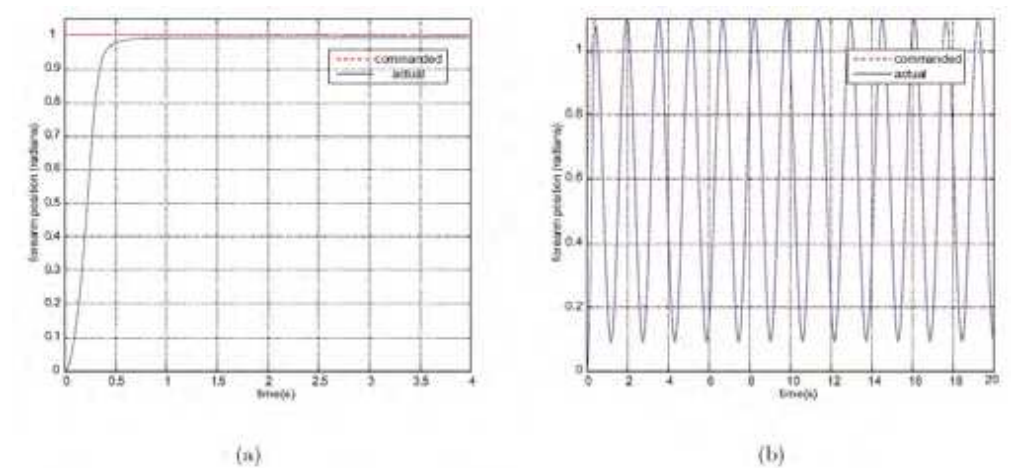 1
0.9
0.8
0.7
0.6
0.5
0.4
0.3
0.2
0.1
0
forearm position (radians)
commanded
actual
0 0.5 1 1.5 2 2.5 3 3.5 4
time(s)
(a)
1
0.8
0.6
0.4
0.2
0
forearm position (radians)
commanded
actual
0 2 4 6 8 10 12 14 16 18 20
time(s)
(b)